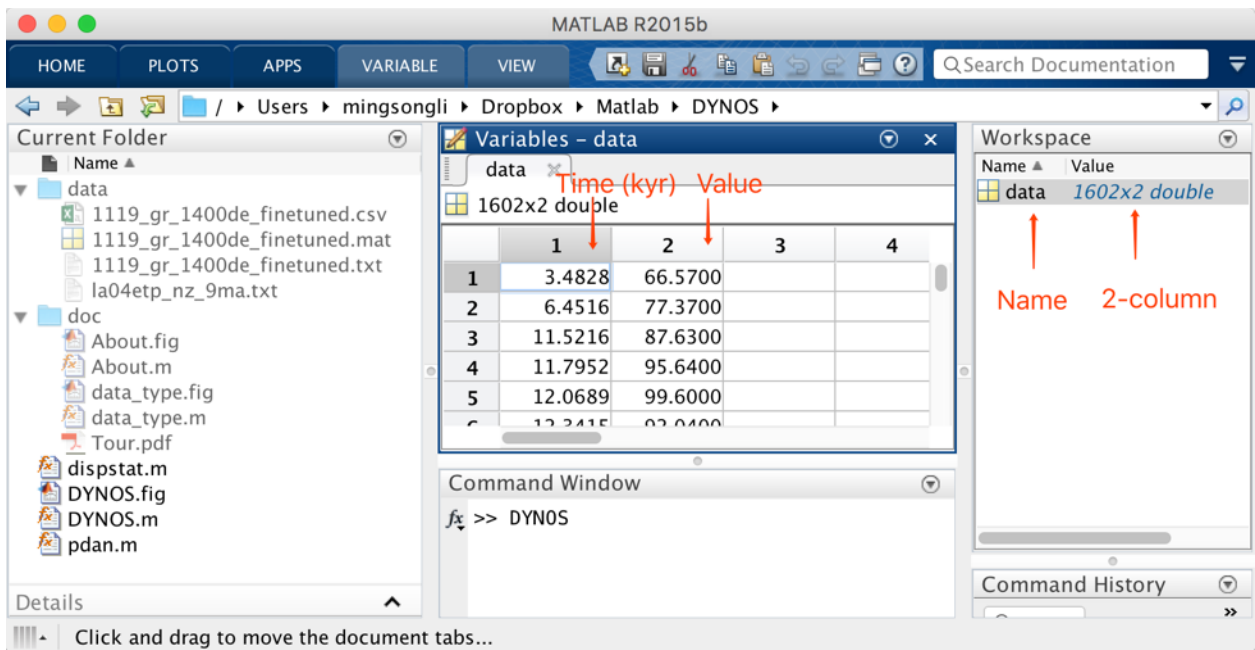 MATLAB R2015b
HOME PLOTS APPS VARIABLE VIEW Search Documentation
/ Users mingsongli Dropbox Matlab DYNOS
Current Folder
Name
data
1119_gr_1400de_finetuned.csv
1119_gr_1400de_finetuned.mat
1119_gr_1400de_finetuned.txt
la04etp_nz_9ma.txt
doc
About.fig
About.m
data_type.fig
data_type.m
Tour.pdf
dispstat.m
DYNOS.fig
DYNOS.m
pdan.m
Details
Variables - data
data
Time (kyr) Value
1602x2 double
1 2 3 4
1 3.4828 66.5700
2 6.4516 77.3700
3 11.5216 87.6300
4 11.7952 95.6400
5 12.0689 99.6000
Command Window
fx >> DYNOS
Workspace
Name Value
data 1602x2 double
Name 2-column
Command History
Click and drag to move the document tabs...